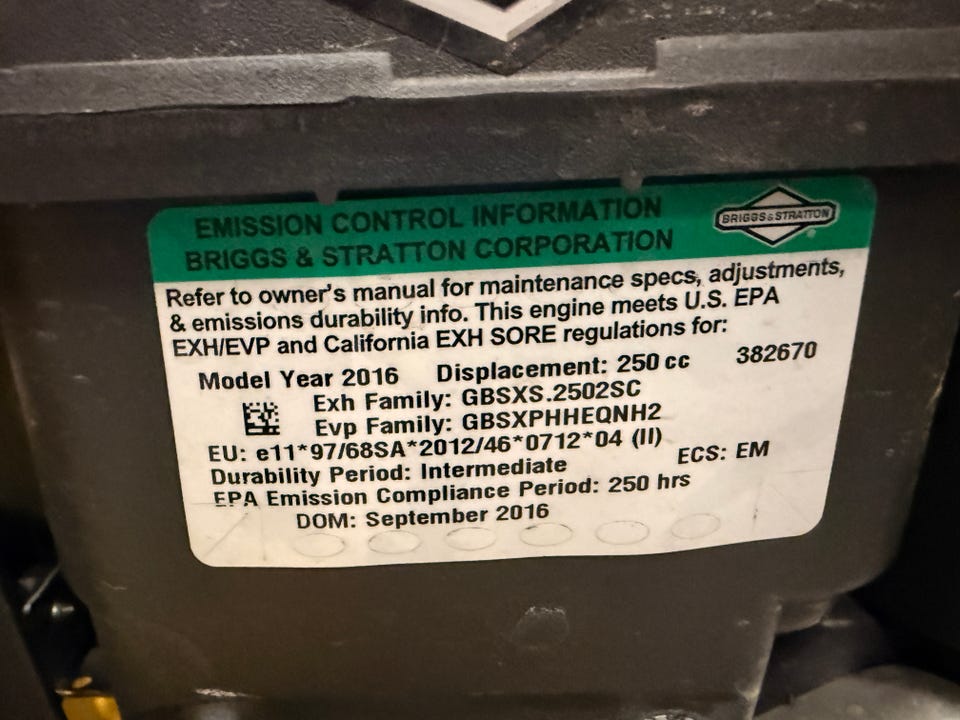 EMISSION CONTROL INFORMATION
BRIGGS & STRATTON CORPORATION
BRIGGS&STRATTON
®
Refer to owner's manual for maintenance specs, adjustments,
& emissions durability info. This engine meets U.S. EPA
EXH/EVP and California EXH SORE regulations for:
Model Year 2016 Displacement: 250 cc 382670
Exh Family: GBSXS.2502SC
Evp Family: GBSXPHHEQNH2
EU: e11*97/68SA*2012/46*0712*04 (II)
Durability Period: Intermediate ECS: EM
EPA Emission Compliance Period: 250 hrs
DOM: September 2016